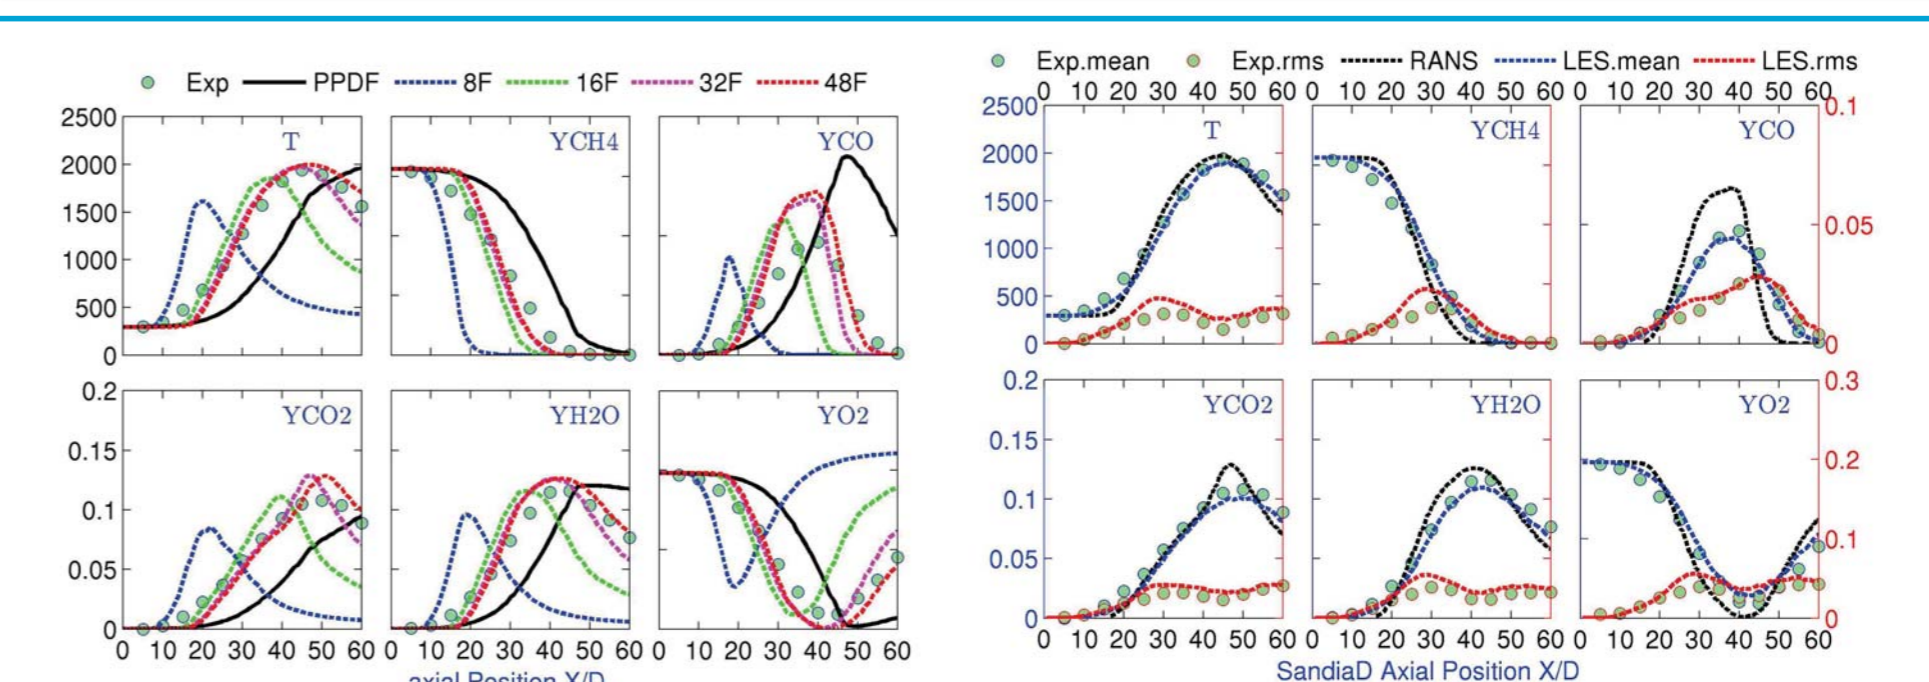 Exp PPDF 8F 16F 32F 48F
2500 T YCH4 YCO
2000
1500
1000
500
0
0.2 YCO2 YH2O YO2
0.15
0.1
0.05
0
0 10 20 30 40 50 60 10 20 30 40 50 60 10 20 30 40 50 60
axial Position X/D
Exp.mean Exp.rms RANS LES.mean LES.rms
0 10 20 30 40 50 60 0 10 20 30 40 50 60 0 10 20 30 40 50 60
2500 T YCH4 YCO 0.1
2000
1500 0.05
1000
500
0 0
0.2 YCO2 YH2O YO2 0.3
0.15 0.2
0.1
0.05 0.1
0 0
0 10 20 30 40 50 60 0 10 20 30 40 50 60 0 10 20 30 40 50 60
SandiaD Axial Position X/D